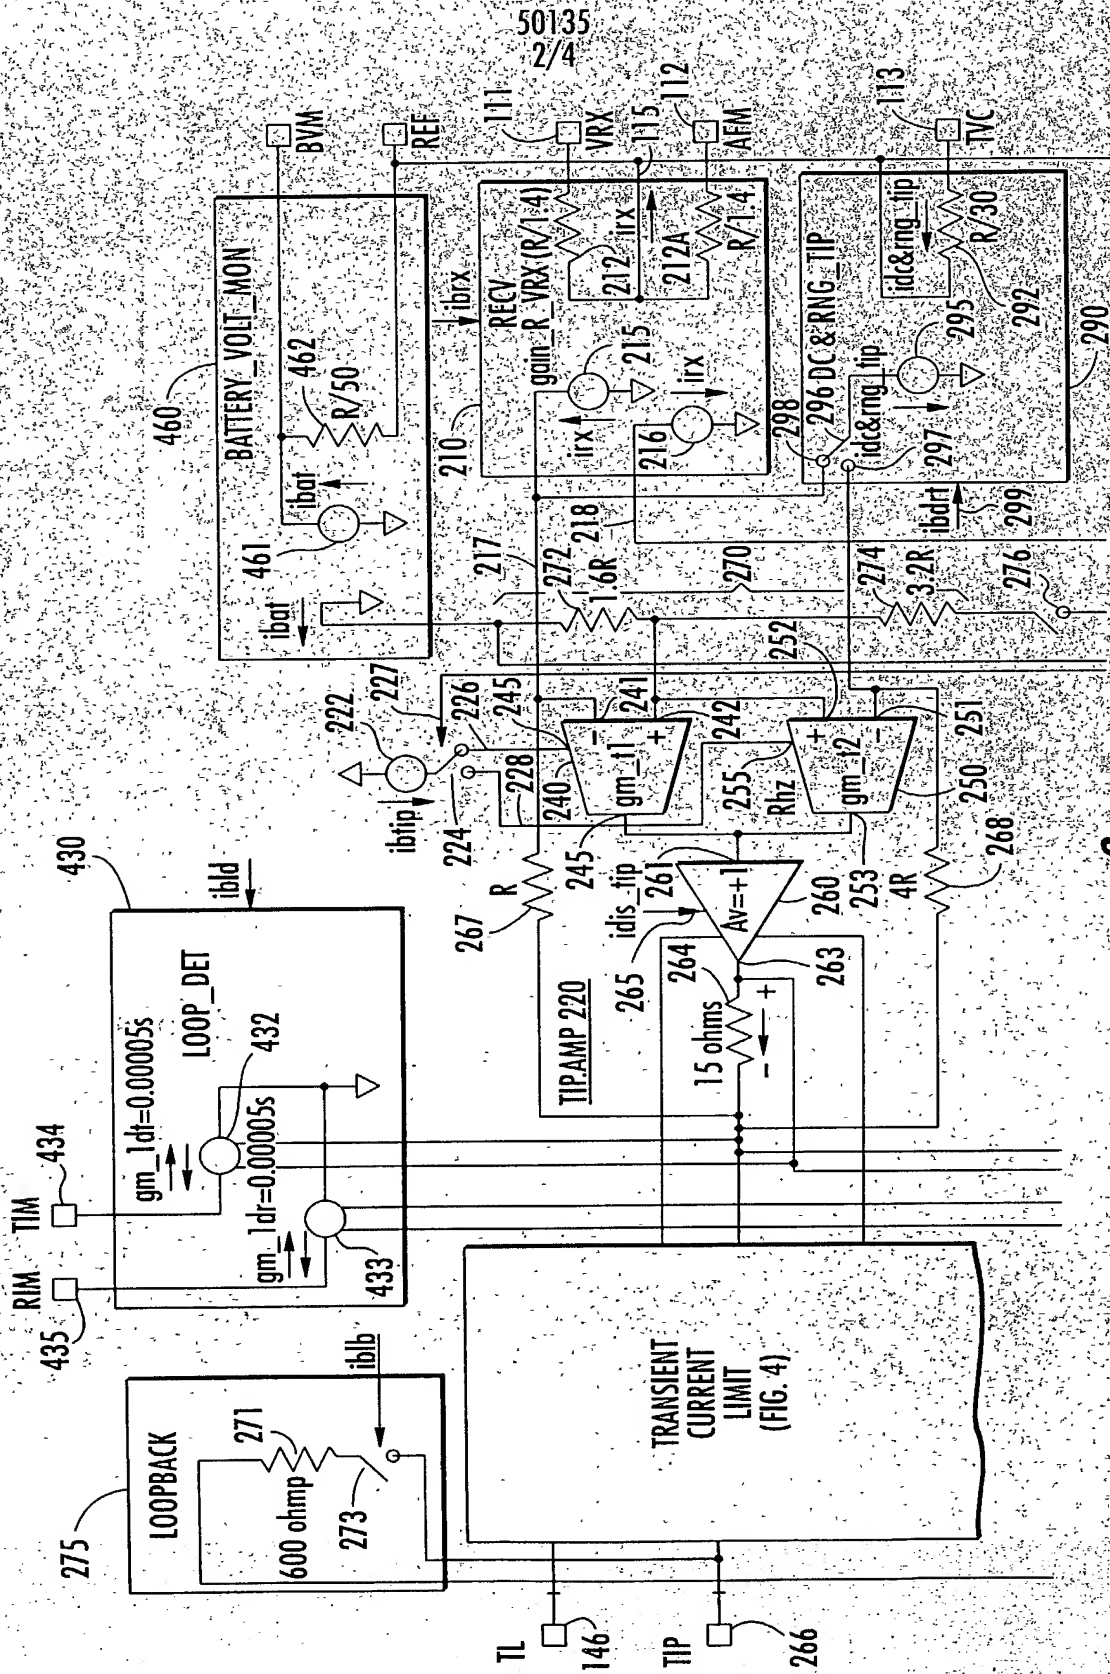 50135
2/4
BVM
REF
111
VRX
112
AFM
115
113
TVC
460
BATTERY_VOLT_MON
462
R/50
ibat
461
ibat
ibrx
210
RECV
gain_R_VRX (R/1.4)
212
irx
212A
R/1.4
215
irx
216
irx
218
298
296
DC & RNG_TIP
idc&rng_tip
R/30
292
295
idc&rng_tip
297
290
ibdrt
299
217
272
1.6R
270
274
3.2R
276
222
227
226
245
241
242
252
251
ibtip
224
228
240
gm_t1
-
+
255
Rhz
gm_t2
+
-
250
253
245
R
267
4R
268
idis_tip
261
Av=+1
260
263
264
265
15 ohms
+
-
TIP.AMP 220
430
ibld
LOOP_DET
gm_1dt=0.00005s
432
gm_1dr=0.00005s
433
TIM
434
RIM
435
275
LOOPBACK
271
600 ohmp
273
iblb
TRANSIENT
CURRENT
LIMIT
(FIG. 4)
TL
146
TIP
266